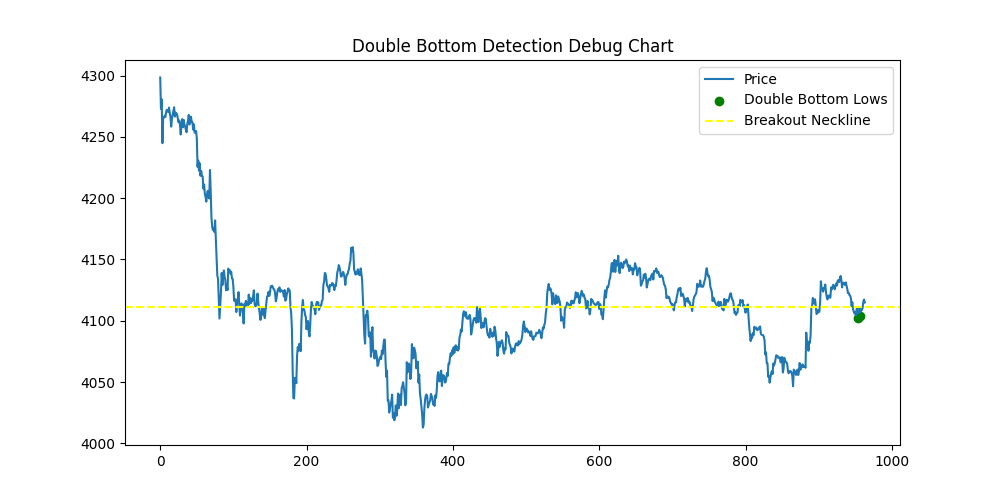 Double Bottom Detection Debug Chart
Price
Double Bottom Lows
Breakout Neckline
4300
4250
4200
4150
4100
4050
4000
0 200 400 600 800 1000